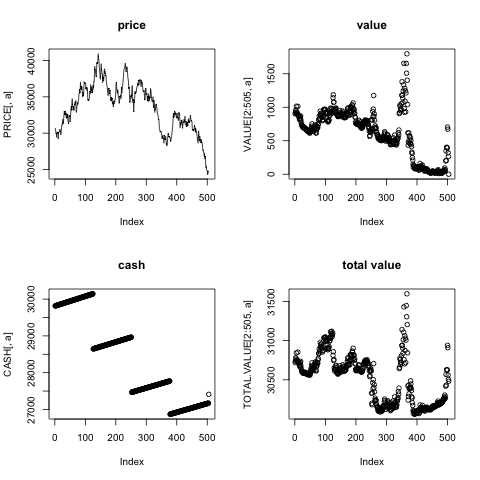 price
PRICE[, a]
25000 30000 35000 40000
0 100 200 300 400 500
Index
value
VALUE[2:505, a]
0 500 1000 1500
0 100 200 300 400 500
Index
cash
CASH[, a]
27000 28000 29000 30000
0 100 200 300 400 500
Index
total value
TOTAL.VALUE[2:505, a]
30500 31000 31500
0 100 200 300 400 500
Index